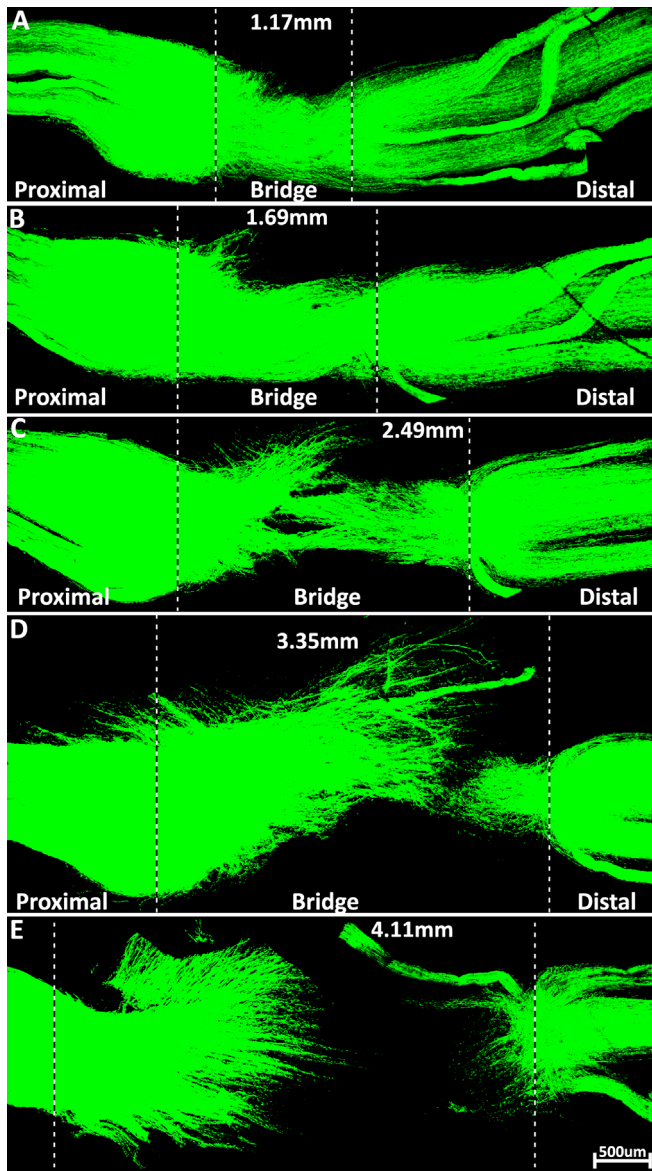 A
1.17mm
Proximal Bridge Distal
B
1.69mm
Proximal Bridge Distal
C
2.49mm
Proximal Bridge Distal
D
3.35mm
Proximal Bridge Distal
E
4.11mm
500um